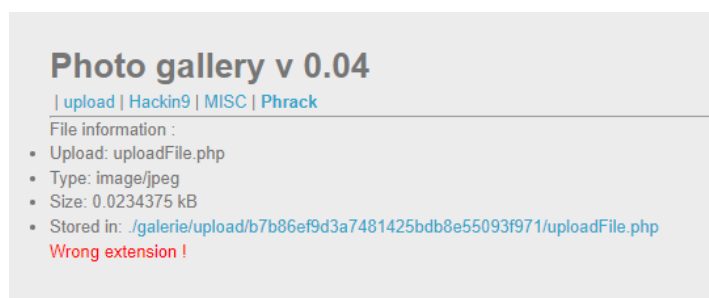 Photo gallery v 0.04
| upload | Hackin9 | MISC | Phrack
File information :
• Upload: uploadFile.php
• Type: image/jpeg
• Size: 0.0234375 kB
• Stored in: ./galerie/upload/b7b86ef9d3a7481425bdb8e55093f971/uploadFile.php
Wrong extension !